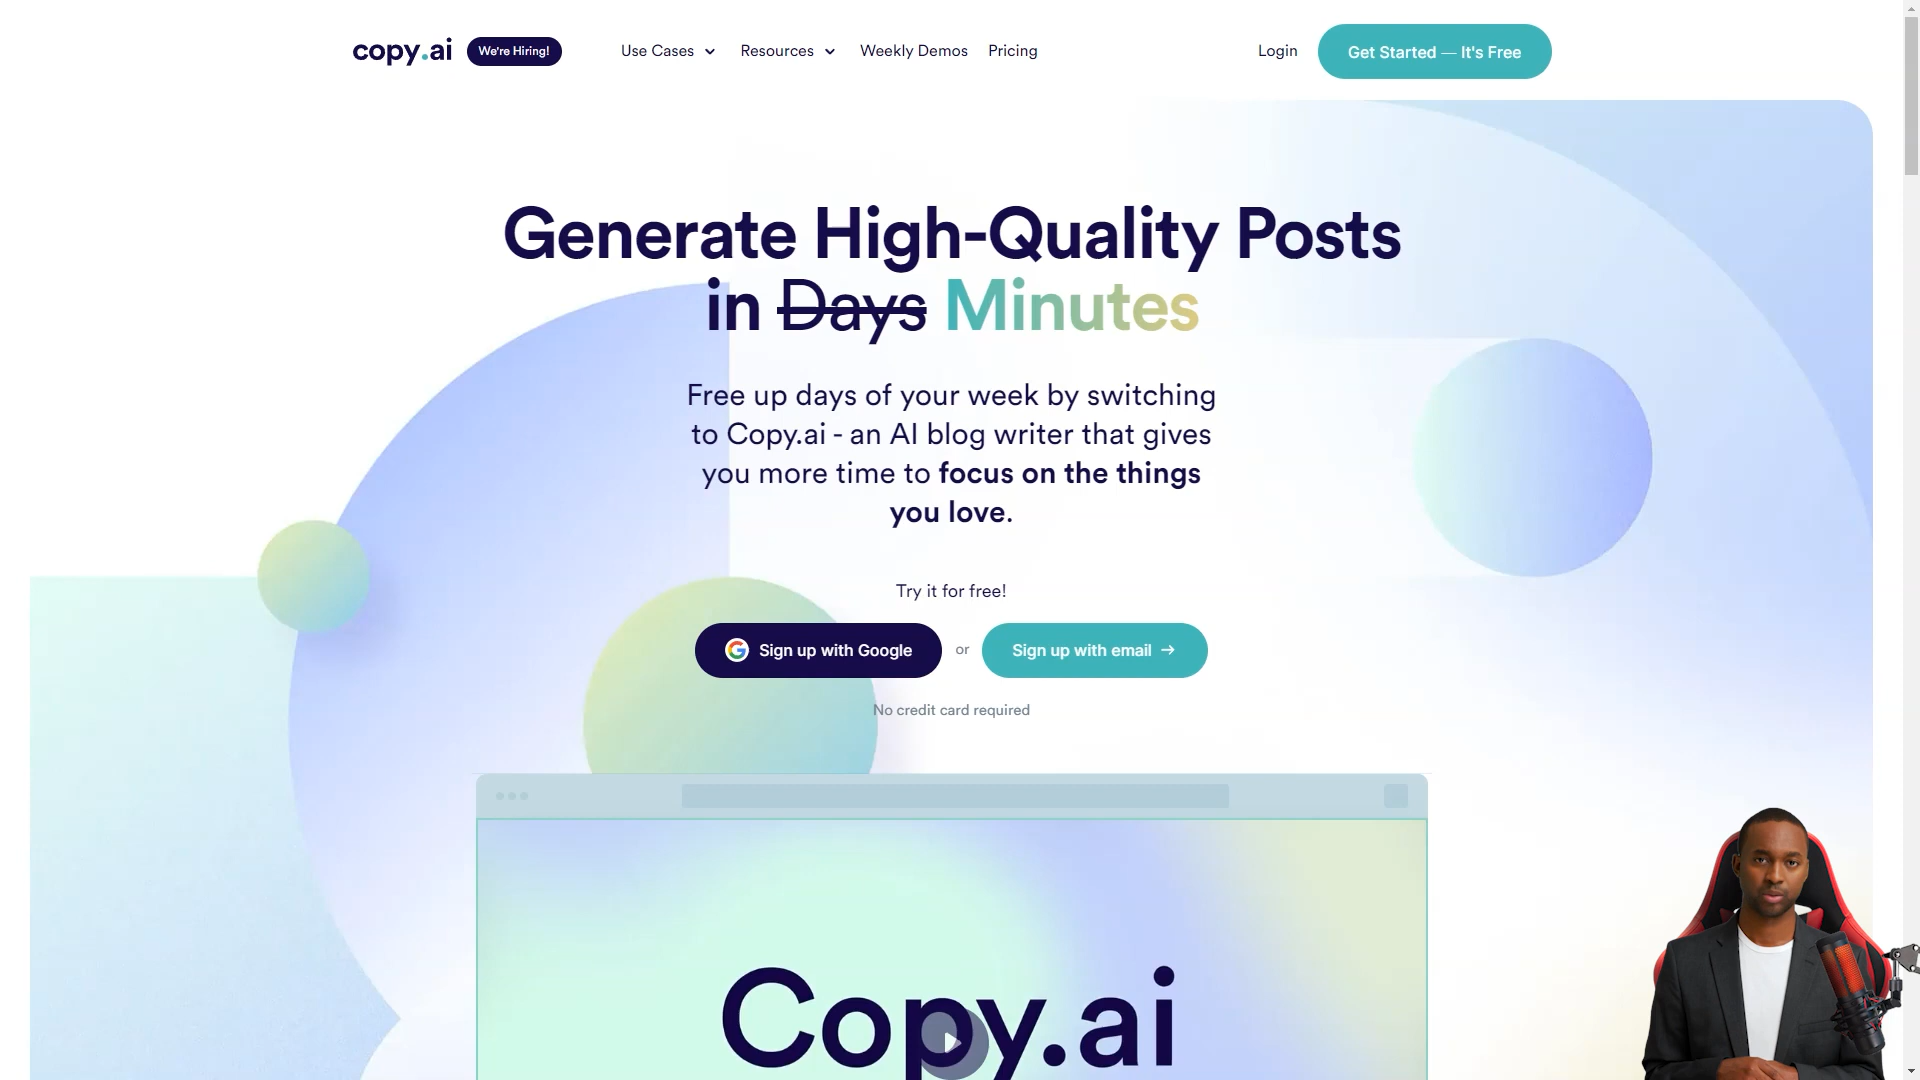 copy.ai
We're Hiring!
Use Cases
Resources
Weekly Demos
Pricing
Login
Get Started — It's Free
Generate High-Quality Posts
in Days Minutes
Free up days of your week by switching
to Copy.ai - an AI blog writer that gives
you more time to focus on the things
you love.
Try it for free!
Sign up with Google
or
Sign up with email →
No credit card required
Copy.ai